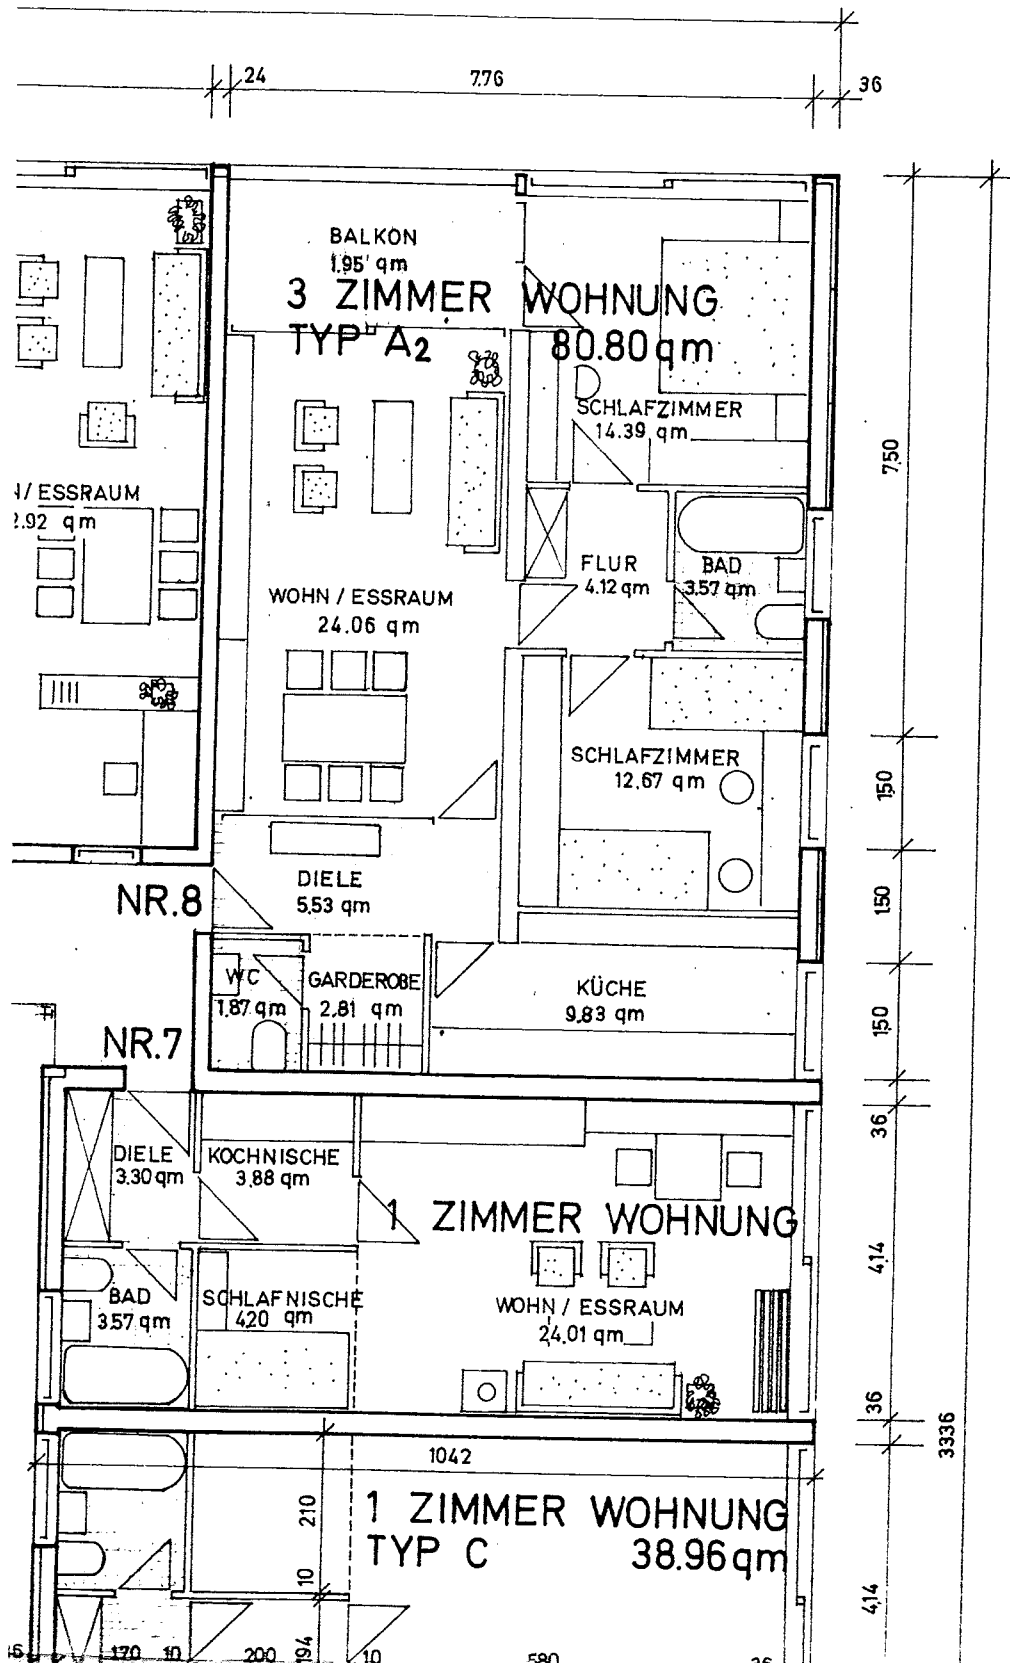 24
7.76
36
BALKON
1.95 qm
3 ZIMMER WOHNUNG
TYP A2 80.80 qm
SCHLAFZIMMER
14.39 qm
7.50
/ ESSRAUM
2.92 qm
FLUR
4.12 qm
BAD
3.57 qm
WOHN / ESSRAUM
24.06 qm
SCHLAFZIMMER
12.67 qm
1.50
DIELE
5.53 qm
NR.8
1.50
WC
1.87 qm
GARDEROBE
2.81 qm
KÜCHE
9.83 qm
1.50
NR.7
36
DIELE
3.30 qm
KOCHNISCHE
3.88 qm
1 ZIMMER WOHNUNG
4.14
BAD
3.57 qm
SCHLAFNISCHE
4.20 qm
WOHN / ESSRAUM
24.01 qm
36
3336
1042
210
1 ZIMMER WOHNUNG
TYP C 38.96 qm
10
4.14
194
170 10 200 10 580